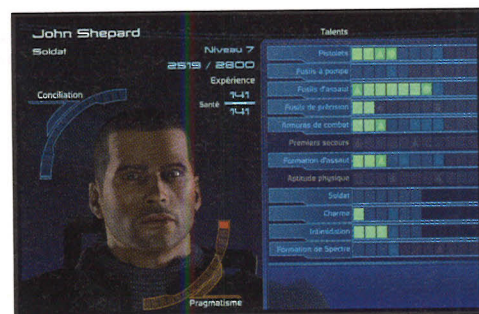 John Shepard
Soldat
Niveau 7
2519 / 2800
Expérience
141
Santé
141
Conciliation
Pragmatisme
Talents
Pistolets
Fusils à pompe
Fusils d'assaut
Fusils de précision
Armures de combat
Premiers secours
Formation d'assaut
Aptitude physique
Soldat
Charme
Intimidation
Formation de Spectre